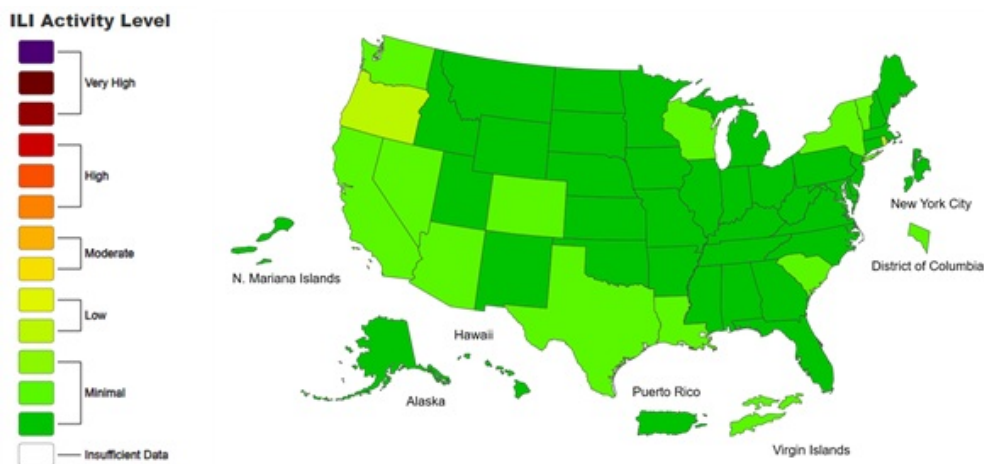 ILI Activity Level
Very High
High
Moderate
Low
Minimal
Insufficient Data
New York City
District of Columbia
N. Mariana Islands
Hawaii
Alaska
Puerto Rico
Virgin Islands